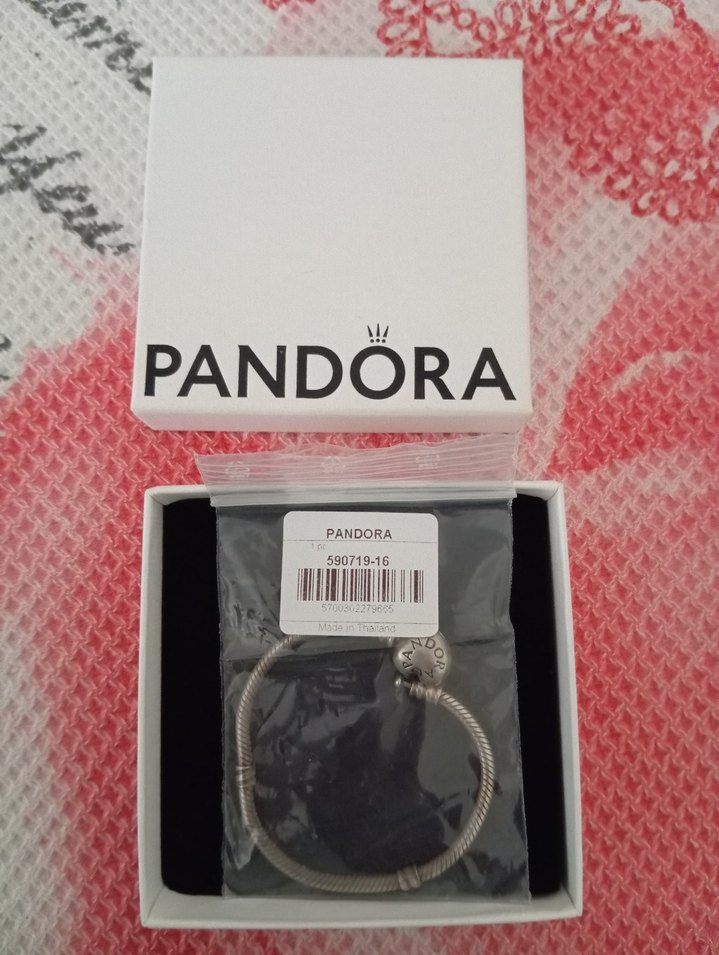 PANDORA
PANDORA
1 pc
590719-16
5700302279665
Made in Thailand
PANDORA